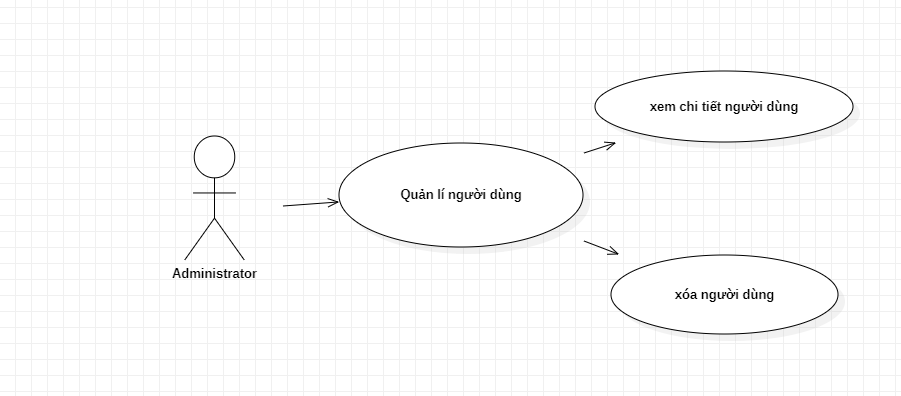 xem chi tiết người dùng
Quản lí người dùng
Administrator
xóa người dùng